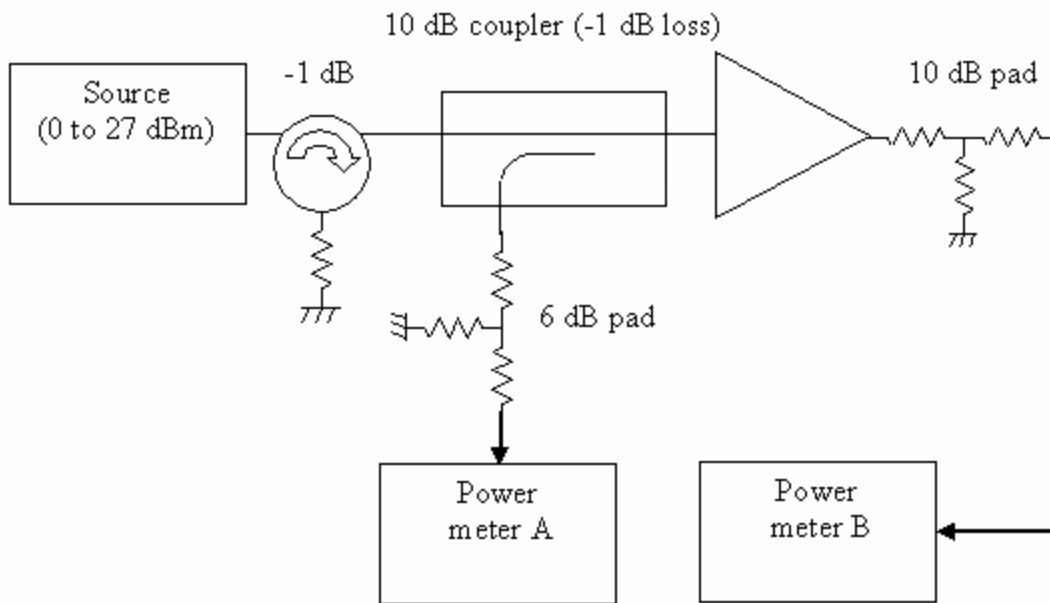 10 dB coupler (-1 dB loss)
-1 dB
10 dB pad
Source
(0 to 27 dBm)
6 dB pad
Power
meter A
Power
meter B